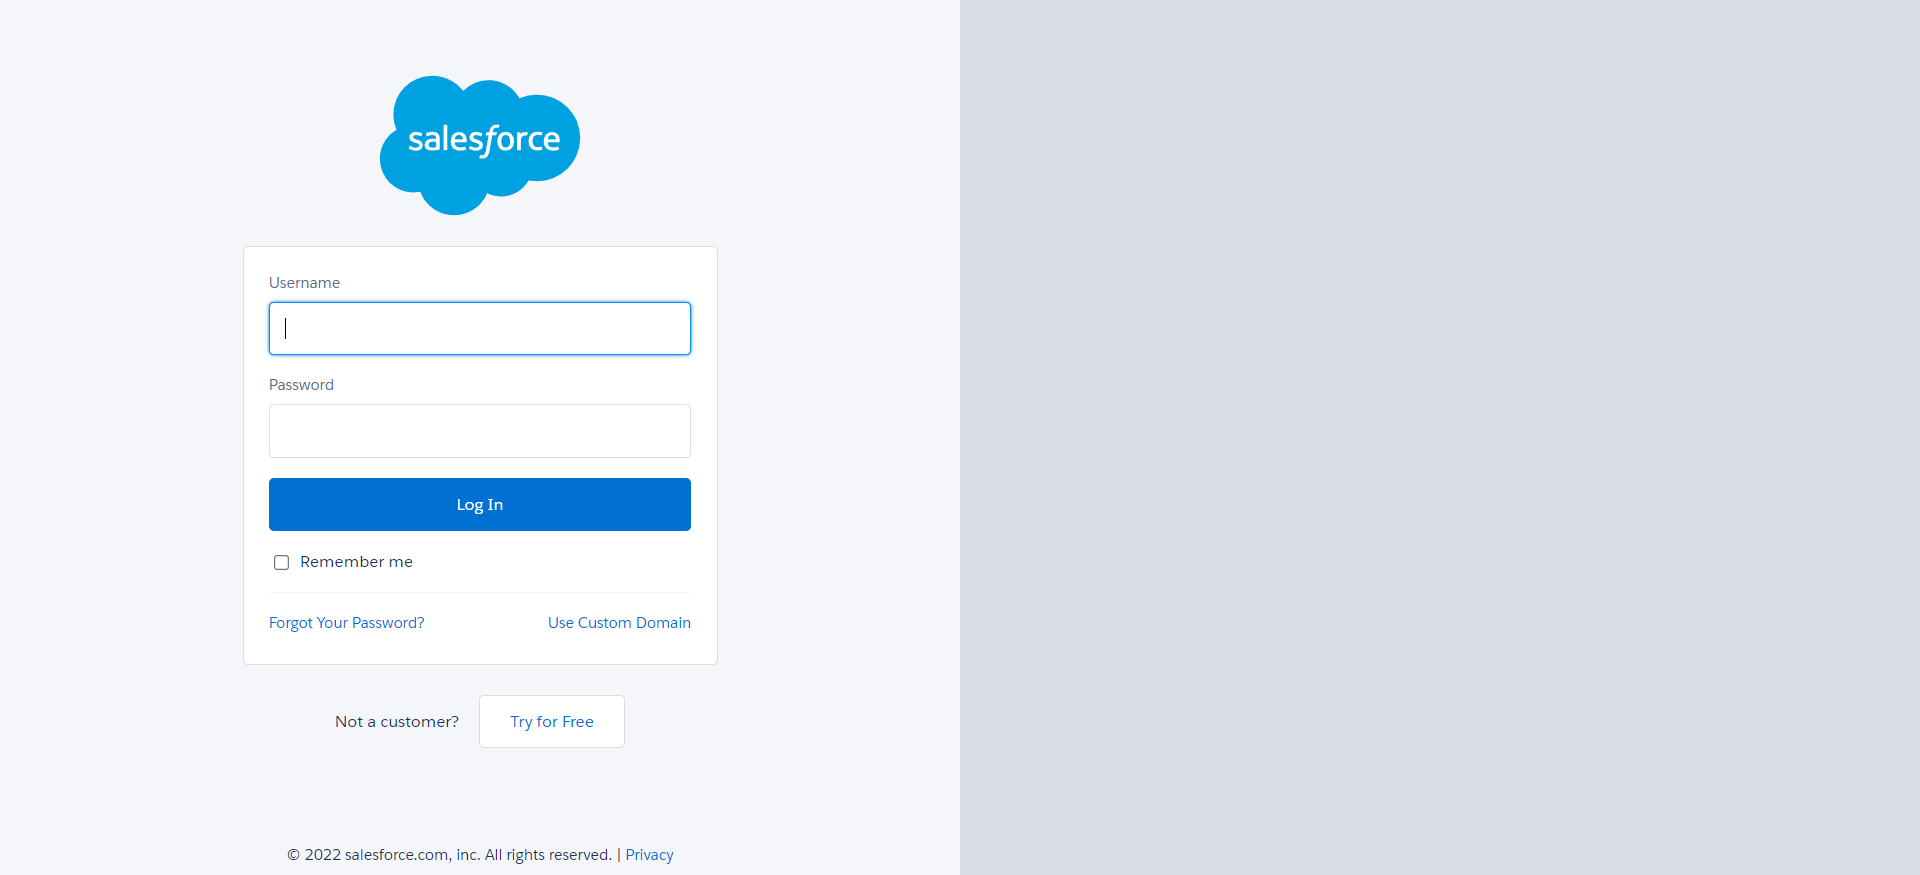 salesforce
Username
Password
Log In
Remember me
Forgot Your Password? Use Custom Domain
Not a customer? Try for Free
© 2022 salesforce.com, inc. All rights reserved. | Privacy